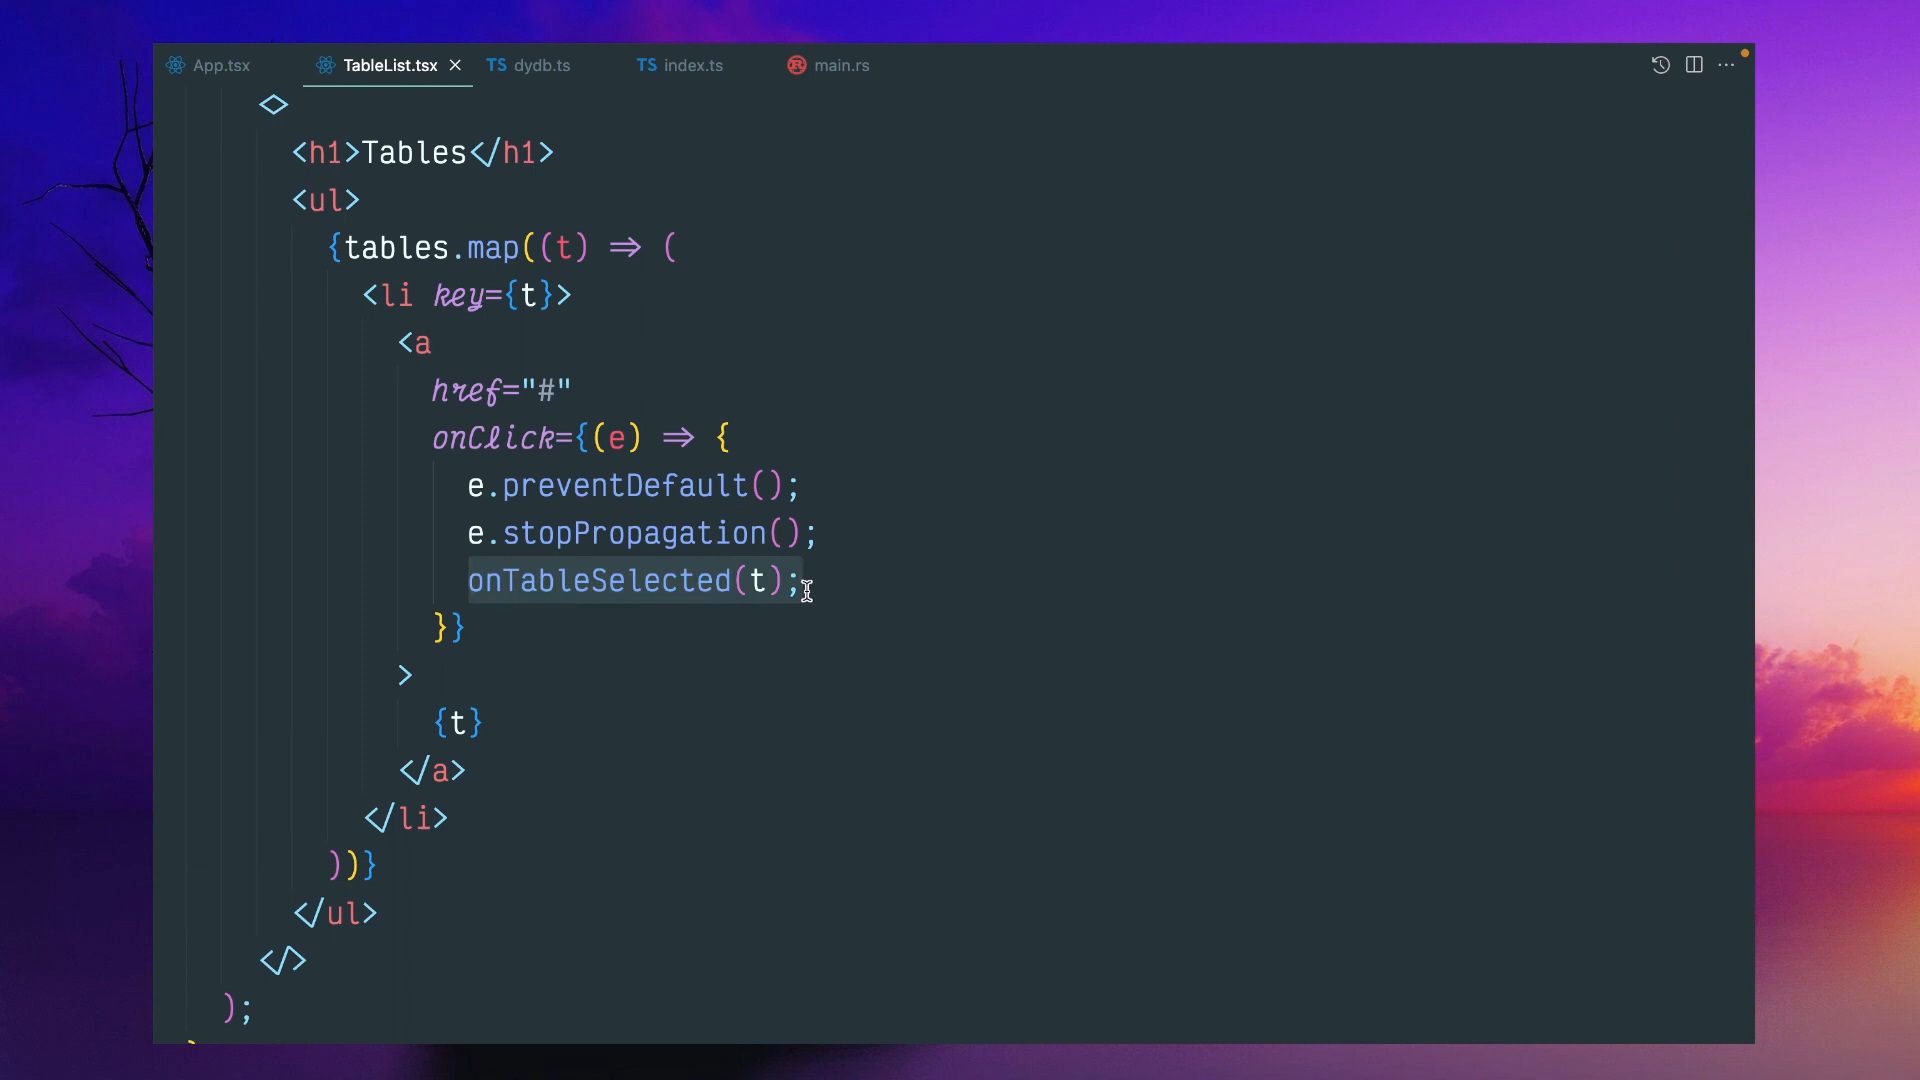 App.tsx TableList.tsx TS dydb.ts TS index.ts main.rs
<>
<h1>Tables</h1>
<ul>
{tables.map((t) => (
<li key={t}>
<a
href="#"
onClick={(e) => {
e.preventDefault();
e.stopPropagation();
onTableSelected(t);
}}
>
{t}
</a>
</li>
))}
</ul>
</>
);